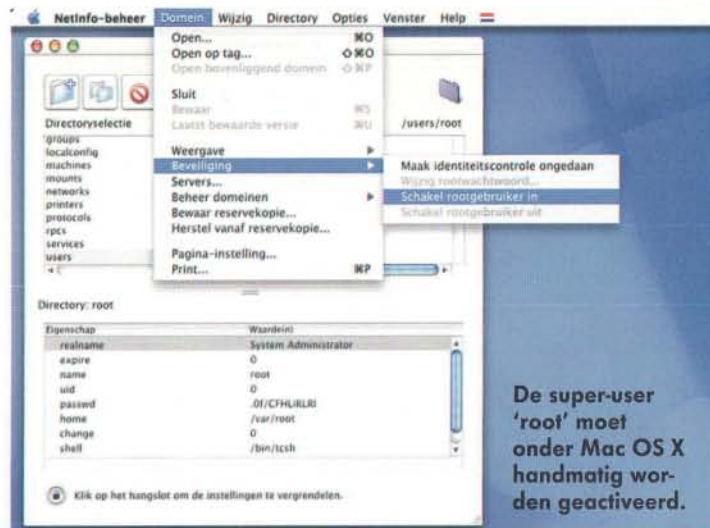 NetInfo-beheer Domein Wijzig Directory Opties Venster Help
Open... ⌘O
Open op tag... ⇧⌘O
Open bovenliggend domein ⇧⌘P
Sluit
Bewaar ⌘S
Laatst bewaarde versie ⌘U
Directoryselectie
/users/root
groups
localconfig
machines
mounts
networks
printers
protocols
rpcs
services
users
Weergave
Beveiliging
Servers...
Beheer domeinen
Bewaar reservekopie...
Herstel vanaf reservekopie...
Pagina-instelling...
Print... ⌘P
Maak identiteitscontrole ongedaan
Wijzig rootwachtwoord...
Schakel rootgebruiker in
Schakel rootgebruiker uit
Directory: root
Eigenschap Waarde(n)
realname System Administrator
expire 0
name root
uid 0
home /var/root
change 0
shell /bin/tcsh
Klik op het hangslot om de instellingen te vergrendelen.
De super-user
'root' moet
onder Mac OS X
handmatig wor-
den geactiveerd.